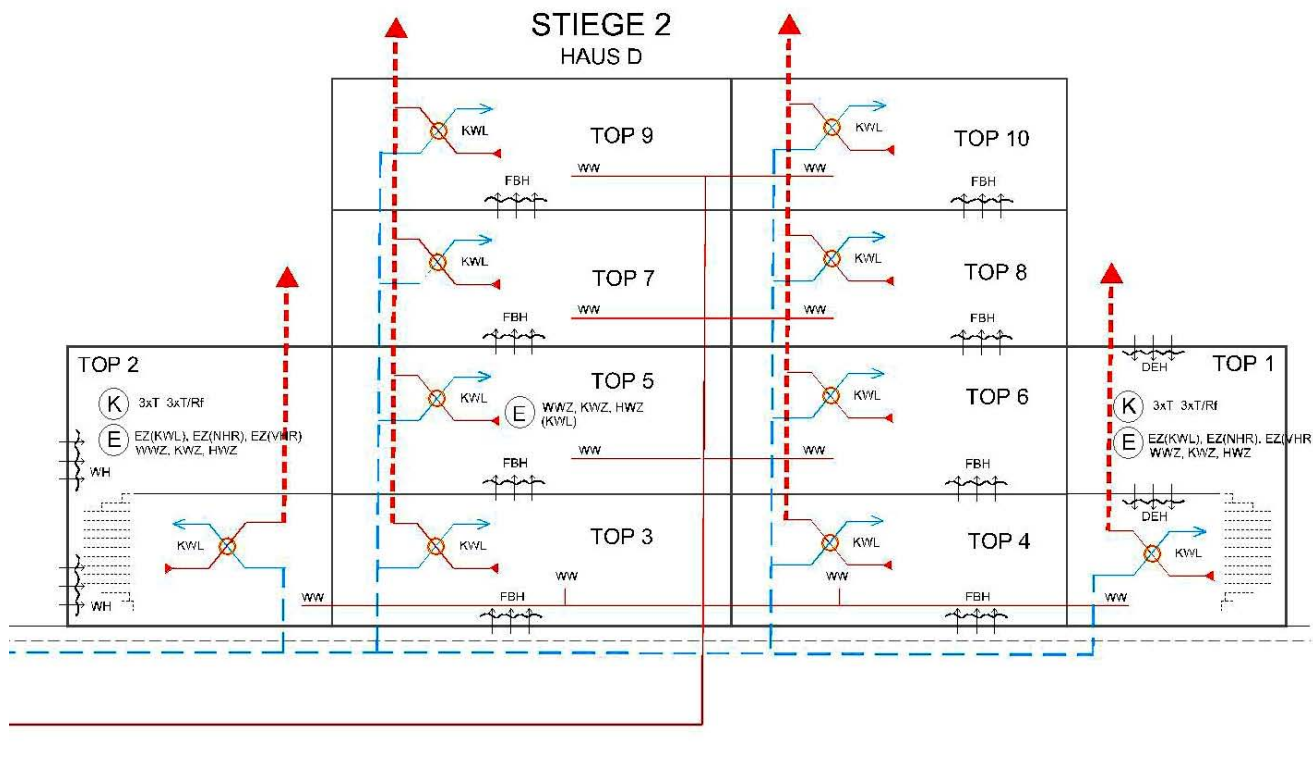 STIEGE 2
HAUS D
KWL
TOP 9
KWL
TOP 10
WW
WW
FBH
FBH
KWL
TOP 7
KWL
TOP 8
WW
WW
FBH
FBH
TOP 2
K 3xT 3xT/Rf
E EZ(KWL), EZ(NHR), EZ(VHR)
WWZ, KWZ, HWZ
WH
KWL
TOP 5
E WWZ, KWZ, HWZ
(KWL)
KWL
TOP 6
WW
WW
FBH
FBH
DEH
TOP 1
K 3xT 3xT/Rf
E EZ(KWL), EZ(NHR), EZ(VHR
WWZ, KWZ, HWZ
DEH
KWL
KWL
TOP 3
KWL
TOP 4
KWL
WH
WW
WW
WW
WW
FBH
FBH